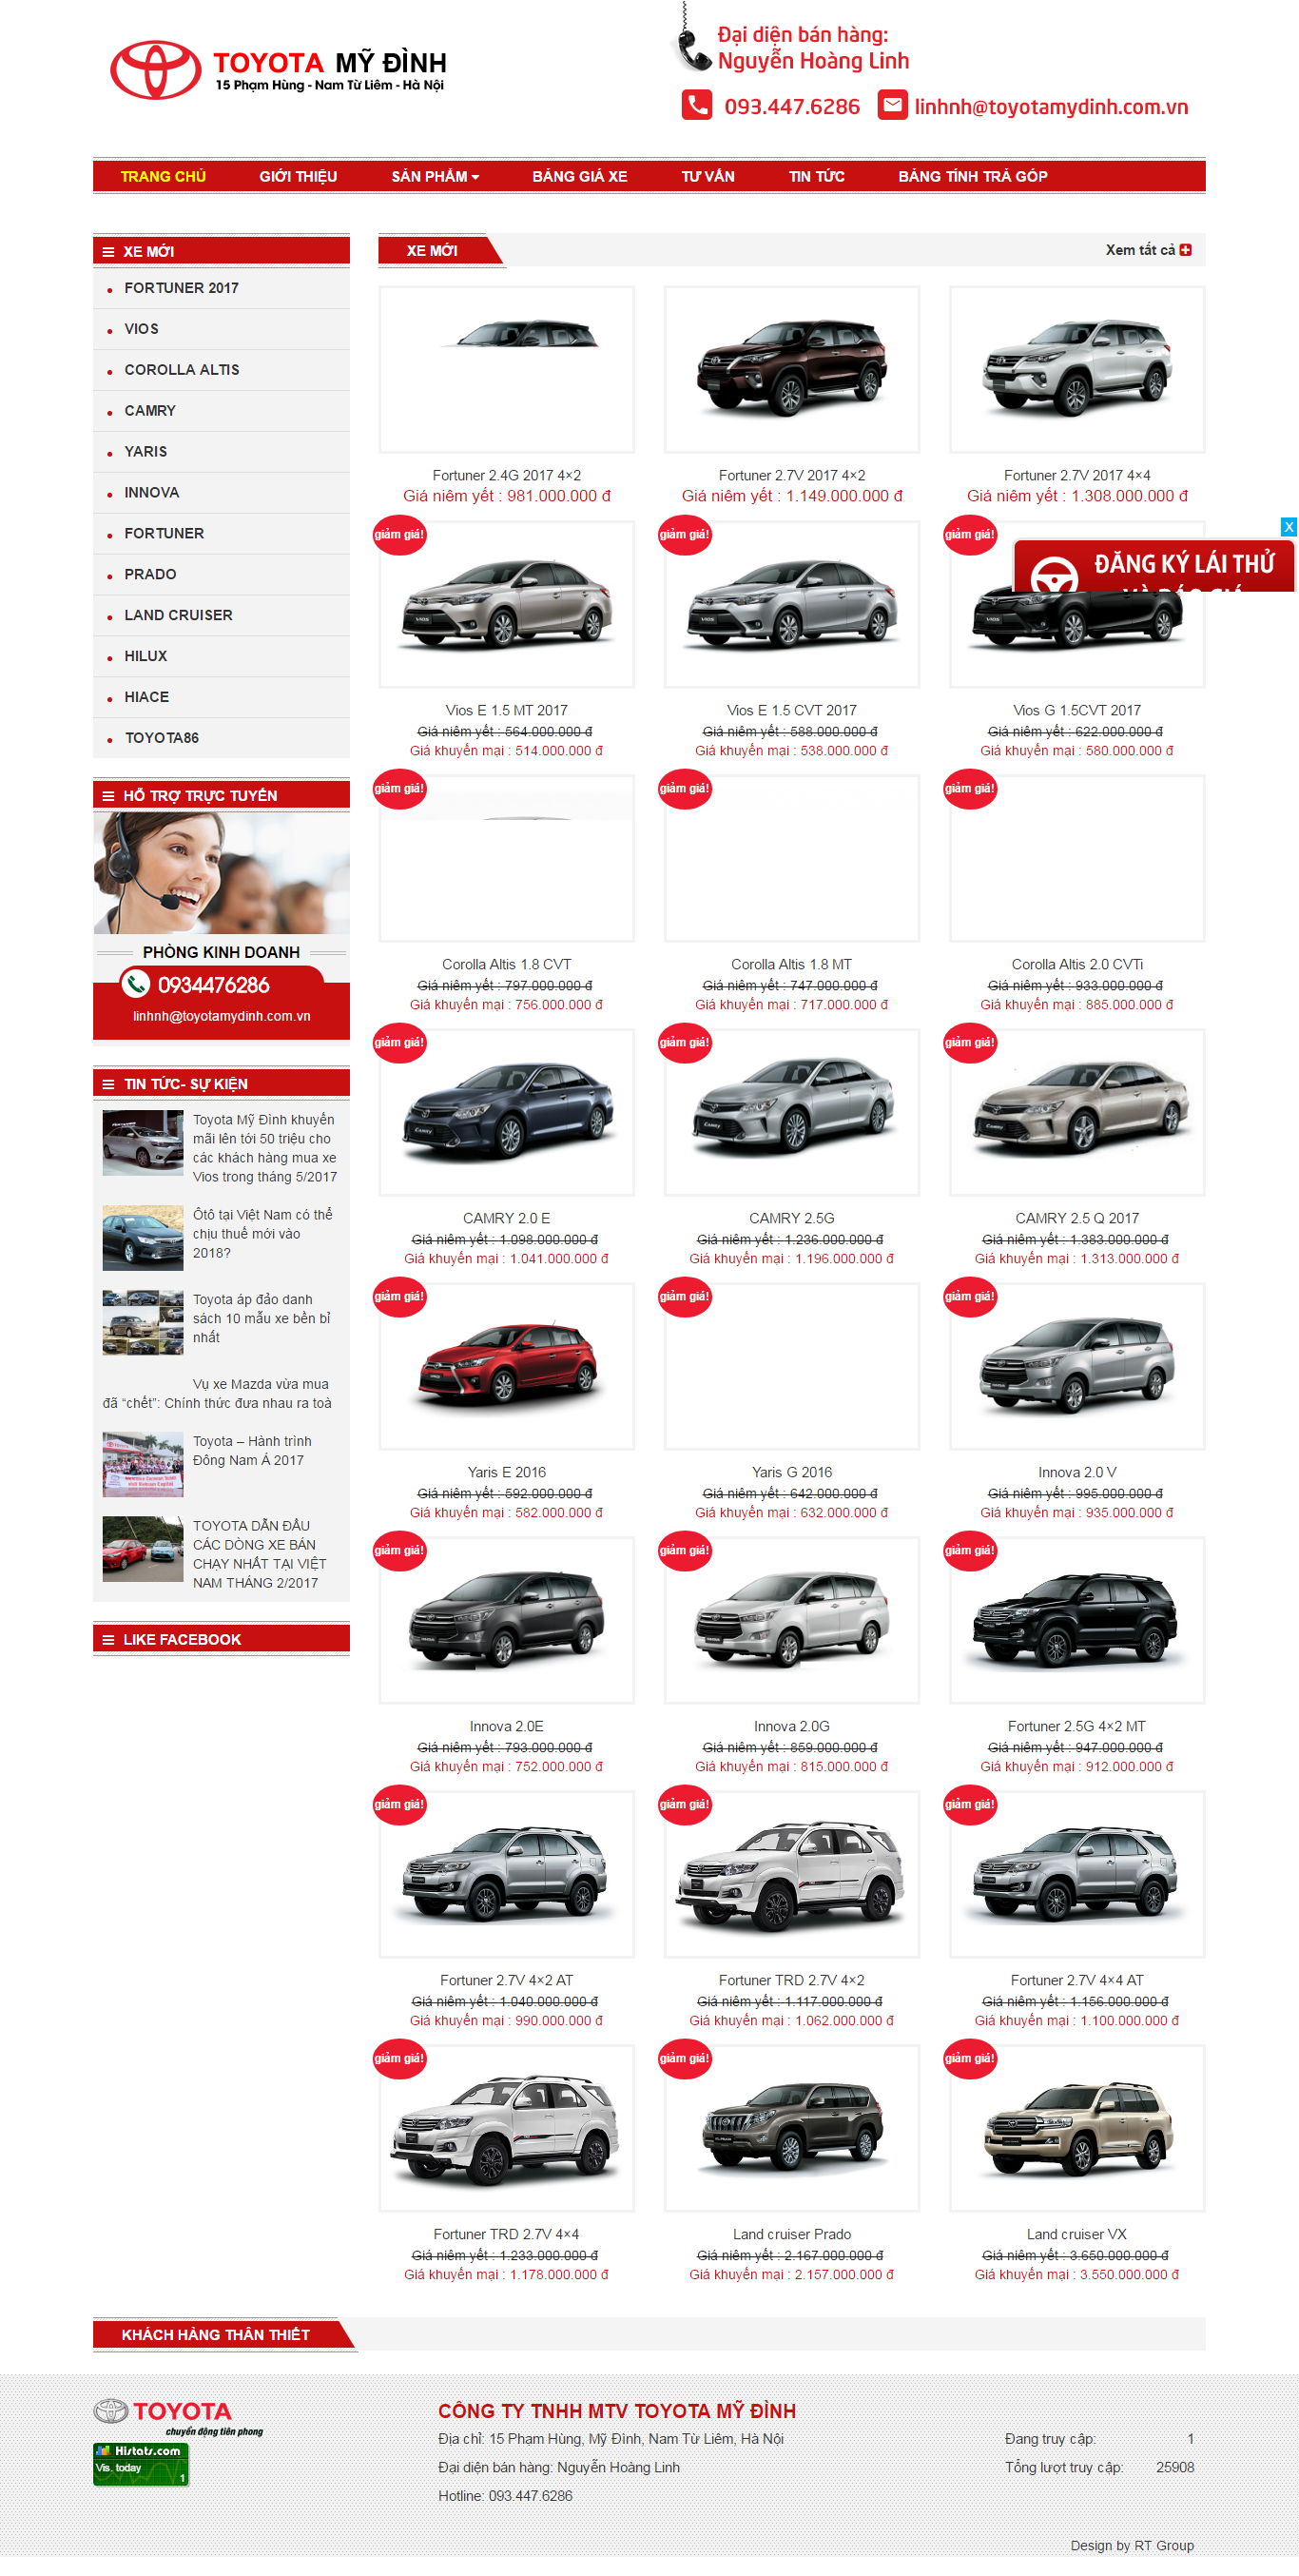 TOYOTA MỸ ĐÌNH
15 Phạm Hùng - Nam Từ Liêm - Hà Nội
Đại diện bán hàng:
Nguyễn Hoàng Linh
093.447.6286 linhnh@toyotamydinh.com.vn
TRANG CHỦ GIỚI THIỆU SẢN PHẨM BẢNG GIÁ XE TƯ VẤN TIN TỨC BẢNG TÍNH TRẢ GÓP
XE MỚI
FORTUNER 2017
VIOS
COROLLA ALTIS
CAMRY
YARIS
INNOVA
FORTUNER
PRADO
LAND CRUISER
HILUX
HIACE
TOYOTA86
HỖ TRỢ TRỰC TUYẾN
PHÒNG KINH DOANH
0934476286
linhnh@toyotamydinh.com.vn
TIN TỨC- SỰ KIỆN
Toyota Mỹ Đình khuyến
mãi lên tới 50 triệu cho
các khách hàng mua xe
Vios trong tháng 5/2017
Ôtô tại Việt Nam có thể
chịu thuế mới vào
2018?
Toyota áp đảo danh
sách 10 mẫu xe bền bỉ
nhất
Vụ xe Mazda vừa mua
đã “chết”: Chính thức đưa nhau ra toà
Toyota – Hành trình
Đông Nam Á 2017
TOYOTA DẪN ĐẦU
CÁC DÒNG XE BÁN
CHẠY NHẤT TẠI VIỆT
NAM THÁNG 2/2017
LIKE FACEBOOK
XE MỚI Xem tất cả
Fortuner 2.4G 2017 4×2
Giá niêm yết : 981.000.000 đ
Fortuner 2.7V 2017 4×2
Giá niêm yết : 1.149.000.000 đ
Fortuner 2.7V 2017 4×4
Giá niêm yết : 1.308.000.000 đ
X
ĐĂNG KÝ LÁI THỬ
VÀ BÁO GIÁ
giảm giá!
Vios E 1.5 MT 2017
Giá niêm yết : 564.000.000 đ
Giá khuyến mại : 514.000.000 đ
giảm giá!
Vios E 1.5 CVT 2017
Giá niêm yết : 588.000.000 đ
Giá khuyến mại : 538.000.000 đ
giảm giá!
Vios G 1.5CVT 2017
Giá niêm yết : 622.000.000 đ
Giá khuyến mại : 580.000.000 đ
giảm giá!
Corolla Altis 1.8 CVT
Giá niêm yết : 797.000.000 đ
Giá khuyến mại : 756.000.000 đ
giảm giá!
Corolla Altis 1.8 MT
Giá niêm yết : 747.000.000 đ
Giá khuyến mại : 717.000.000 đ
giảm giá!
Corolla Altis 2.0 CVTi
Giá niêm yết : 933.000.000 đ
Giá khuyến mại : 885.000.000 đ
giảm giá!
CAMRY 2.0 E
Giá niêm yết : 1.098.000.000 đ
Giá khuyến mại : 1.041.000.000 đ
giảm giá!
CAMRY 2.5G
Giá niêm yết : 1.236.000.000 đ
Giá khuyến mại : 1.196.000.000 đ
giảm giá!
CAMRY 2.5 Q 2017
Giá niêm yết : 1.383.000.000 đ
Giá khuyến mại : 1.313.000.000 đ
giảm giá!
Yaris E 2016
Giá niêm yết : 592.000.000 đ
Giá khuyến mại : 582.000.000 đ
giảm giá!
Yaris G 2016
Giá niêm yết : 642.000.000 đ
Giá khuyến mại : 632.000.000 đ
giảm giá!
Innova 2.0 V
Giá niêm yết : 995.000.000 đ
Giá khuyến mại : 935.000.000 đ
giảm giá!
Innova 2.0E
Giá niêm yết : 793.000.000 đ
Giá khuyến mại : 752.000.000 đ
giảm giá!
Innova 2.0G
Giá niêm yết : 859.000.000 đ
Giá khuyến mại : 815.000.000 đ
giảm giá!
Fortuner 2.5G 4×2 MT
Giá niêm yết : 947.000.000 đ
Giá khuyến mại : 912.000.000 đ
giảm giá!
Fortuner 2.7V 4×2 AT
Giá niêm yết : 1.040.000.000 đ
Giá khuyến mại : 990.000.000 đ
giảm giá!
Fortuner TRD 2.7V 4×2
Giá niêm yết : 1.117.000.000 đ
Giá khuyến mại : 1.062.000.000 đ
giảm giá!
Fortuner 2.7V 4×4 AT
Giá niêm yết : 1.156.000.000 đ
Giá khuyến mại : 1.100.000.000 đ
giảm giá!
Fortuner TRD 2.7V 4×4
Giá niêm yết : 1.233.000.000 đ
Giá khuyến mại : 1.178.000.000 đ
giảm giá!
Land cruiser Prado
Giá niêm yết : 2.167.000.000 đ
Giá khuyến mại : 2.157.000.000 đ
giảm giá!
Land cruiser VX
Giá niêm yết : 3.650.000.000 đ
Giá khuyến mại : 3.550.000.000 đ
KHÁCH HÀNG THÂN THIẾT
TOYOTA
chuyển động tiên phong
Histats.com
Vis. today
1
CÔNG TY TNHH MTV TOYOTA MỸ ĐÌNH
Địa chỉ: 15 Phạm Hùng, Mỹ Đình, Nam Từ Liêm, Hà Nội
Đại diện bán hàng: Nguyễn Hoàng Linh
Hotline: 093.447.6286
Đang truy cập: 1
Tổng lượt truy cập: 25908
Design by RT Group